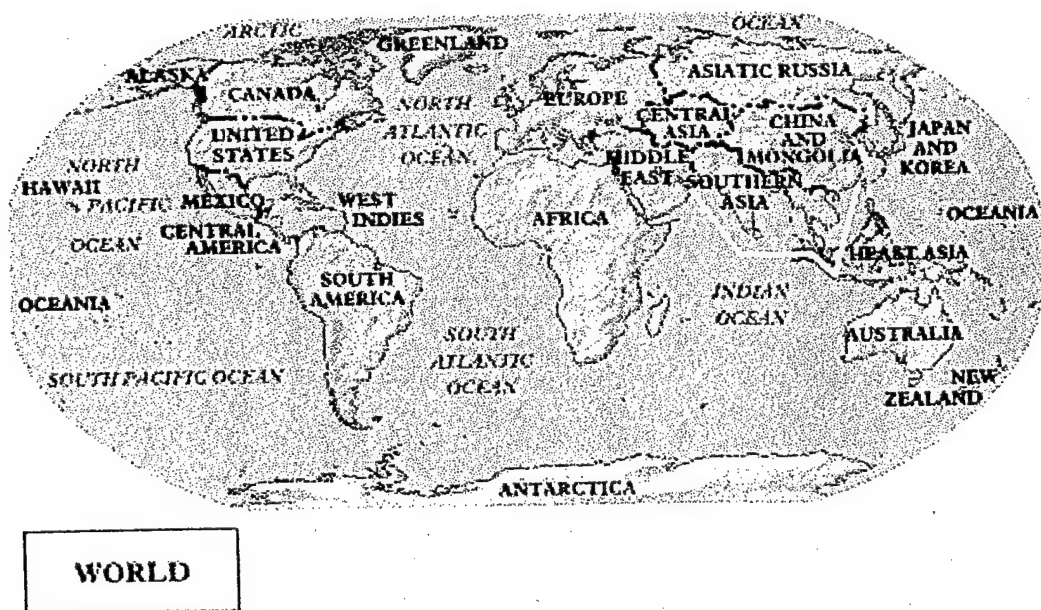 ARCTIC
OCEAN
GREENLAND
ALASKA
CANADA
ASIATIC RUSSIA
EUROPE
NORTH
ATLANTIC
OCEAN
CENTRAL
ASIA
CHINA
AND
MONGOLIA
UNITED
STATES
JAPAN
AND
KOREA
MIDDLE
EAST
SOUTHERN
ASIA
NORTH
PACIFIC
OCEAN
HAWAII
MEXICO
WEST
INDIES
CENTRAL
AMERICA
AFRICA
OCEANIA
EAST ASIA
SOUTH
AMERICA
INDIAN
OCEAN
OCEANIA
SOUTH
ATLANTIC
OCEAN
AUSTRALIA
SOUTH PACIFIC OCEAN
NEW
ZEALAND
ANTARCTICA
WORLD